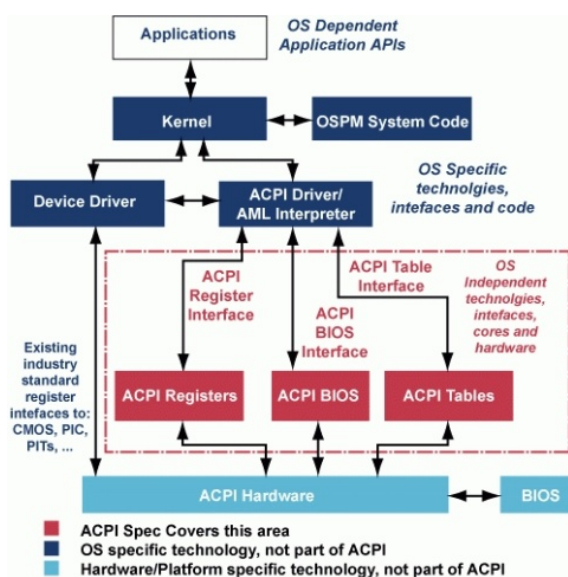 Applications
OS Dependent
Application APIs
Kernel
OSPM System Code
Device Driver
ACPI Driver/
AML Interpreter
OS Specific
technolgies,
intefaces and code
ACPI
Register
Interface
ACPI
BIOS
Interface
ACPI Table
Interface
OS
Independent
technolgies,
intefaces,
cores and
hardware
Existing
industry
standard
register
intefaces to:
CMOS, PIC,
PITs, ...
ACPI Registers
ACPI BIOS
ACPI Tables
ACPI Hardware
BIOS
ACPI Spec Covers this area
OS specific technology, not part of ACPI
Hardware/Platform specific technology, not part of ACPI